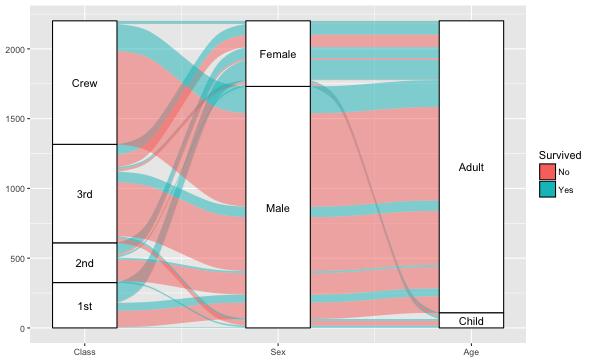 2000
1500
1000
500
0
Crew
3rd
2nd
1st
Female
Male
Adult
Child
Class
Sex
Age
Survived
No
Yes